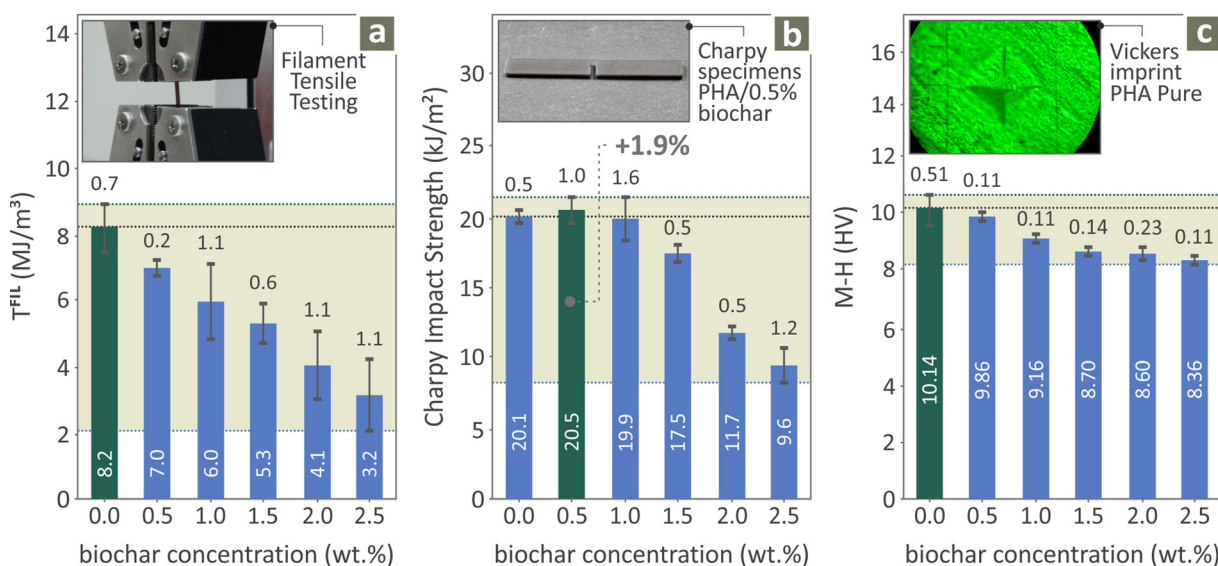 a
Filament
Tensile
Testing
T^FIL (MJ/m³)
14
12
10
8
6
4
2
0
0.7
0.2
1.1
0.6
1.1
1.1
8.2
7.0
6.0
5.3
4.1
3.2
0.0 0.5 1.0 1.5 2.0 2.5
biochar concentration (wt.%)
b
Charpy
specimens
PHA/0.5%
biochar
+1.9%
Charpy Impact Strength (kJ/m²)
30
25
20
15
10
5
0
0.5
1.0
1.6
0.5
0.5
1.2
20.1
20.5
19.9
17.5
11.7
9.6
0.0 0.5 1.0 1.5 2.0 2.5
biochar concentration (wt.%)
c
Vickers
imprint
PHA Pure
M-H (HV)
16
14
12
10
8
6
4
2
0
0.51
0.11
0.11
0.14
0.23
0.11
10.14
9.86
9.16
8.70
8.60
8.36
0.0 0.5 1.0 1.5 2.0 2.5
biochar concentration (wt.%)